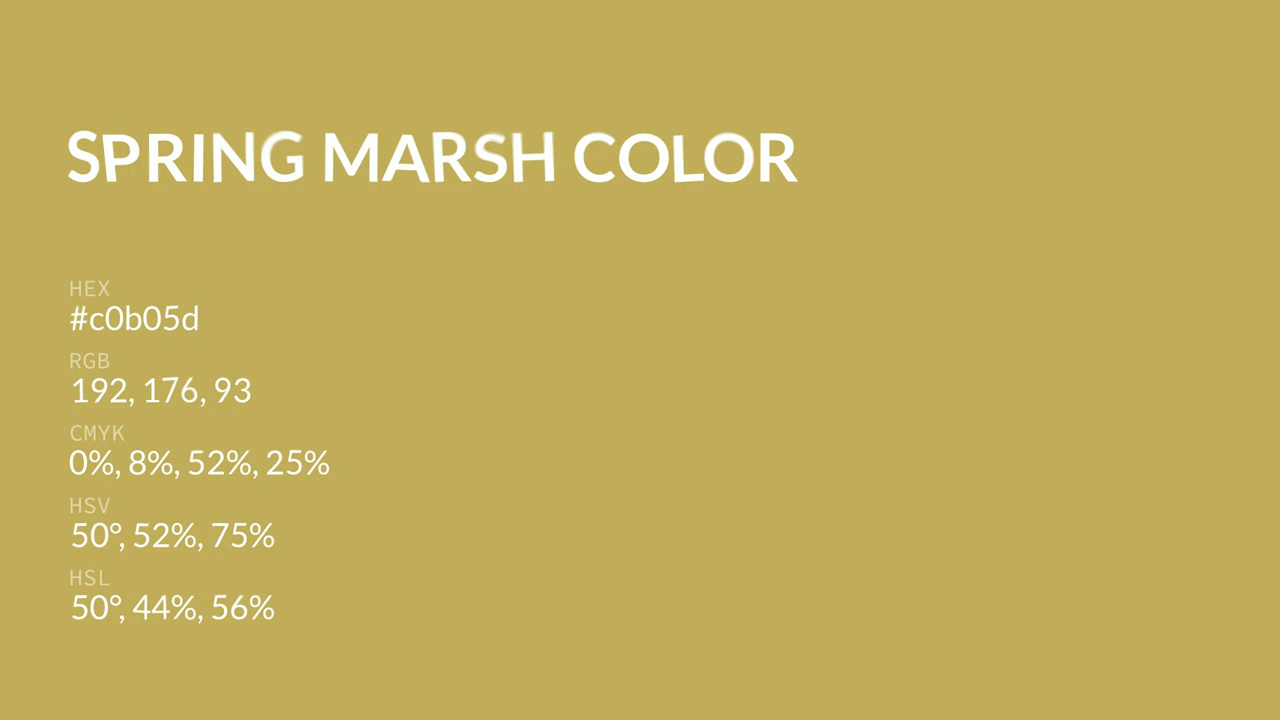 SPRING MARSH COLOR
HEX
#c0b05d
RGB
192, 176, 93
CMYK
0%, 8%, 52%, 25%
HSV
50°, 52%, 75%
HSL
50°, 44%, 56%